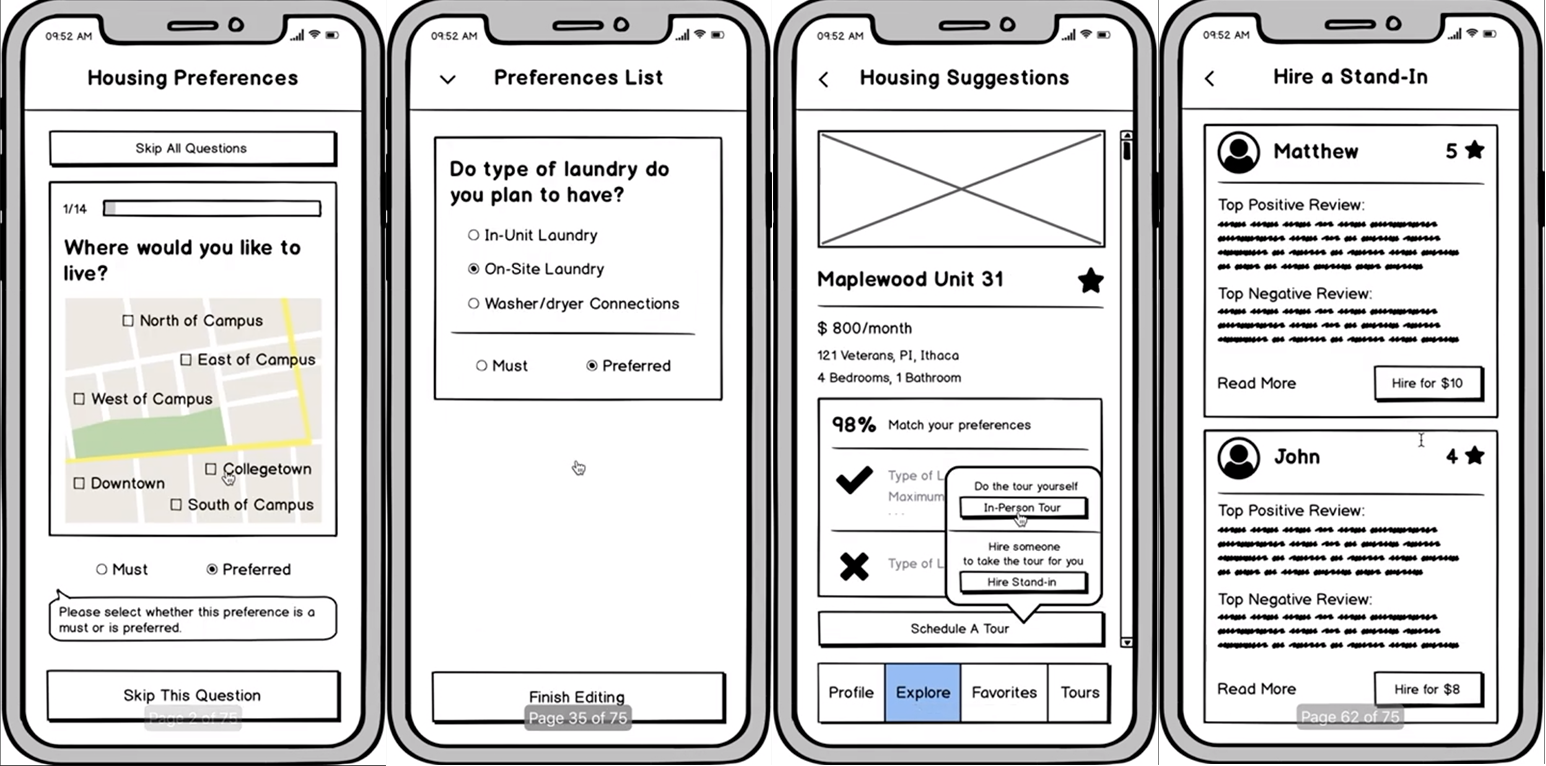 09:52 AM
Housing Preferences
Skip All Questions
1/14
Where would you like to
live?
North of Campus
East of Campus
West of Campus
Collegetown
Downtown
South of Campus
Must
Preferred
Please select whether this preference is a
must or is preferred.
Skip This Question
Page 2 of 75
09:52 AM
Preferences List
Do type of laundry do
you plan to have?
In-Unit Laundry
On-Site Laundry
Washer/dryer Connections
Must
Preferred
Finish Editing
Page 35 of 75
09:52 AM
Housing Suggestions
Maplewood Unit 31
$ 800/month
121 Veterans, Pl, Ithaca
4 Bedrooms, 1 Bathroom
98% Match your preferences
Type of L
Maximum
...
Type of L
Do the tour yourself
In-Person Tour
Hire someone
to take the tour for you
Hire Stand-in
Schedule A Tour
Profile
Explore
Favorites
Tours
09:52 AM
Hire a Stand-In
Matthew 5
Top Positive Review:
Top Negative Review:
Read More
Hire for $10
John 4
Top Positive Review:
Top Negative Review:
Read More
Hire for $8
Page 62 of 75